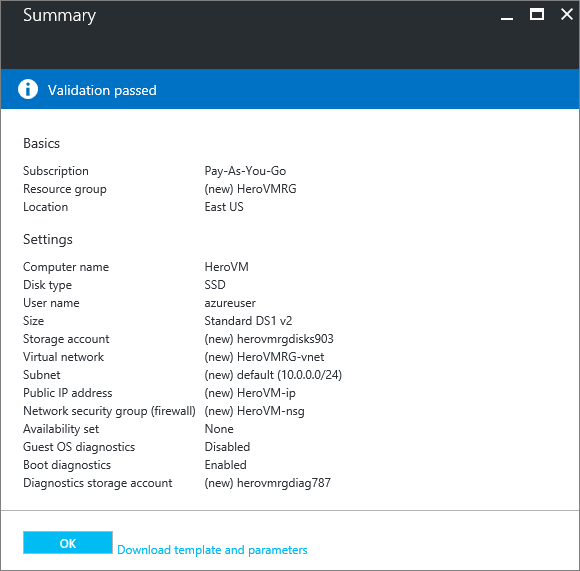 Summary
Validation passed
Basics
Subscription Pay-As-You-Go
Resource group (new) HeroVMRG
Location East US
Settings
Computer name HeroVM
Disk type SSD
User name azureuser
Size Standard DS1 v2
Storage account (new) herovmrgdisks903
Virtual network (new) HeroVMRG-vnet
Subnet (new) default (10.0.0.0/24)
Public IP address (new) HeroVM-ip
Network security group (firewall) (new) HeroVM-nsg
Availability set None
Guest OS diagnostics Disabled
Boot diagnostics Enabled
Diagnostics storage account (new) herovmrgdiag787
OK Download template and parameters